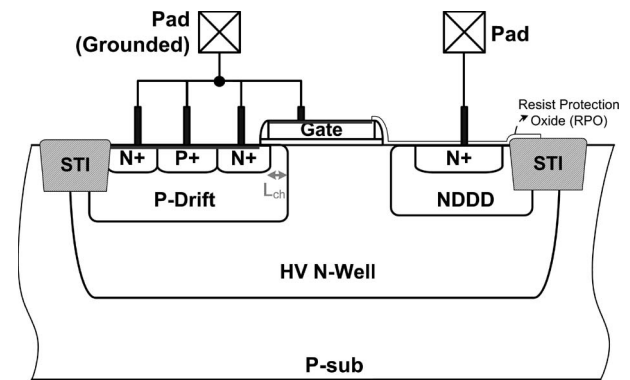 Pad
(Grounded)
Pad
Resist Protection
Oxide (RPO)
Gate
STI
N+
P+
N+
N+
STI
Lch
P-Drift
NDDD
HV N-Well
P-sub